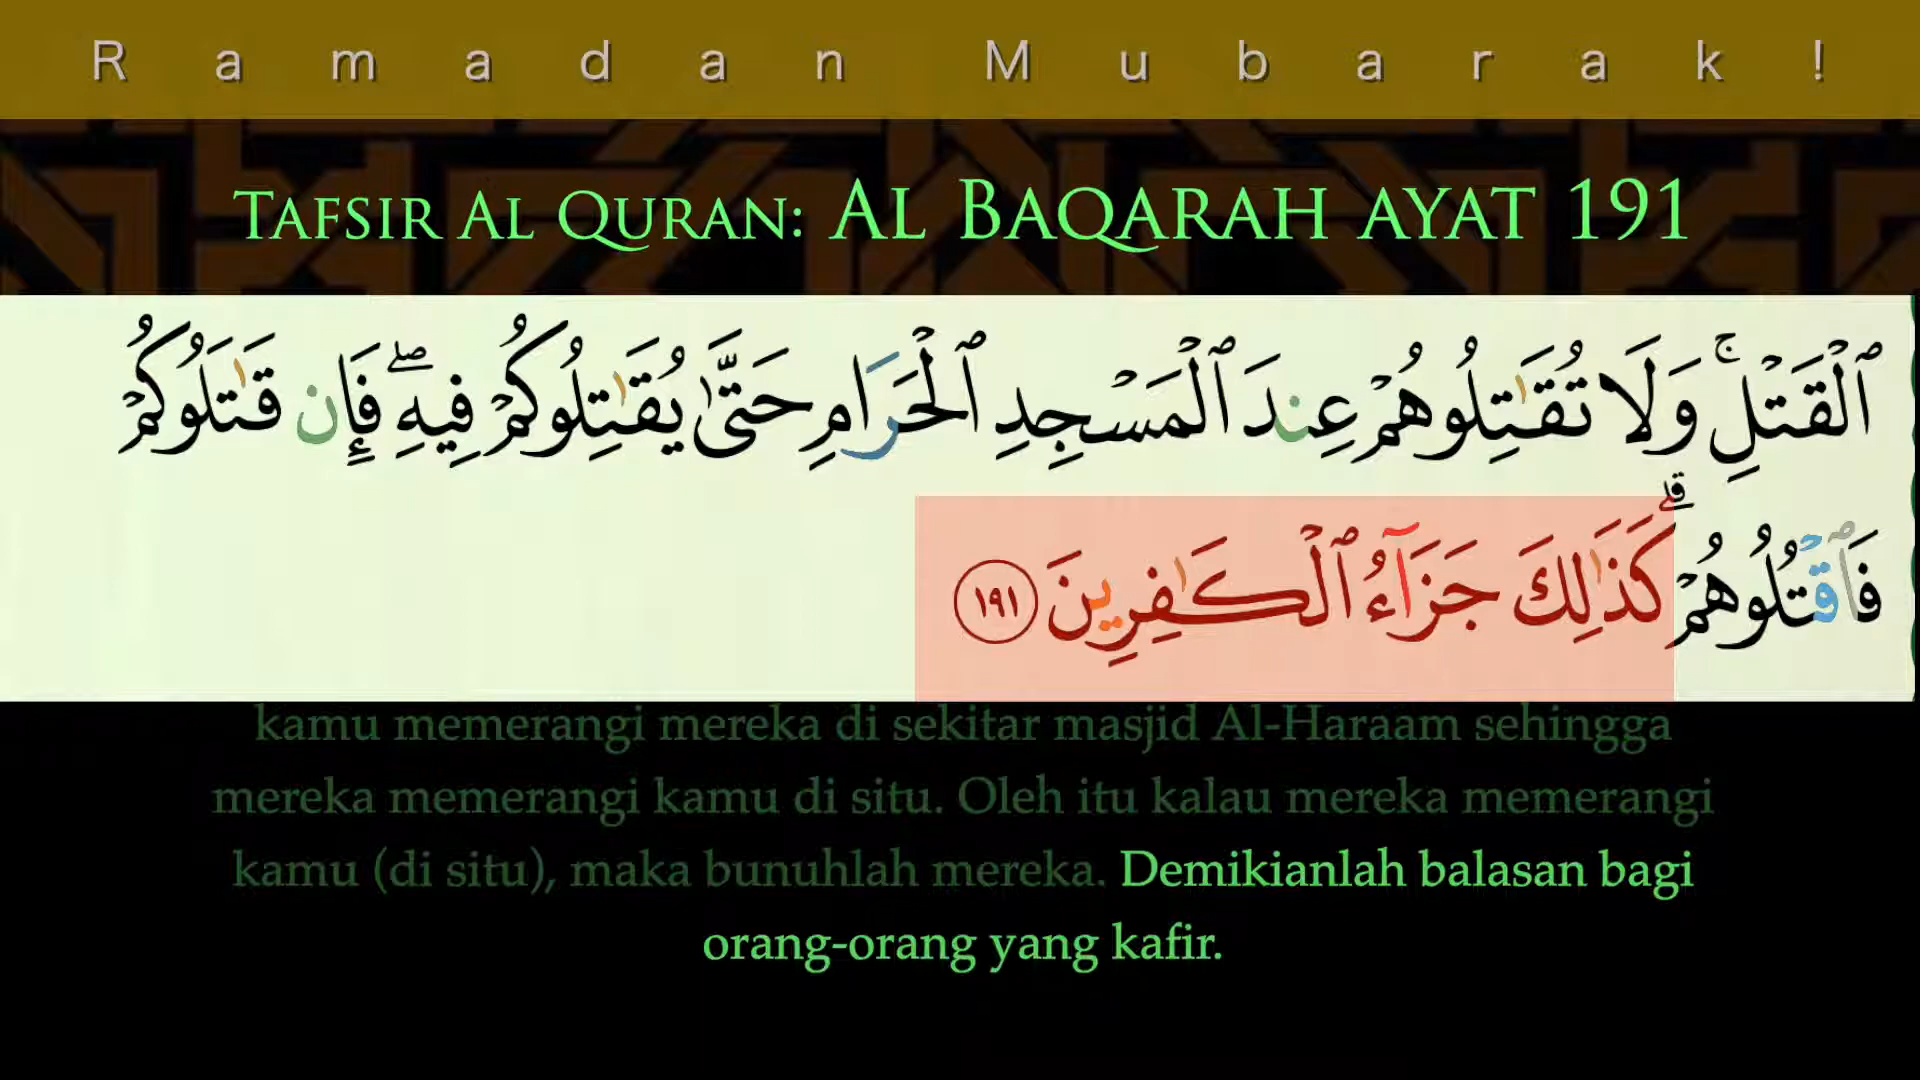 Ramadan Mubarak!
Tafsir Al Quran: Al Baqarah ayat 191
ٱلْقَتْلِ ۚ وَلَا تُقَـٰتِلُوهُمْ عِندَ ٱلْمَسْجِدِ ٱلْحَرَامِ حَتَّىٰ يُقَـٰتِلُوكُمْ فِيهِ ۖ فَإِن قَـٰتَلُوكُمْ
فَٱقْتُلُوهُمْ ۗ كَذَٰلِكَ جَزَآءُ ٱلْكَـٰفِرِينَ ١٩١
kamu memerangi mereka di sekitar masjid Al-Haraam sehingga
mereka memerangi kamu di situ. Oleh itu kalau mereka memerangi
kamu (di situ), maka bunuhlah mereka. Demikianlah balasan bagi
orang-orang yang kafir.